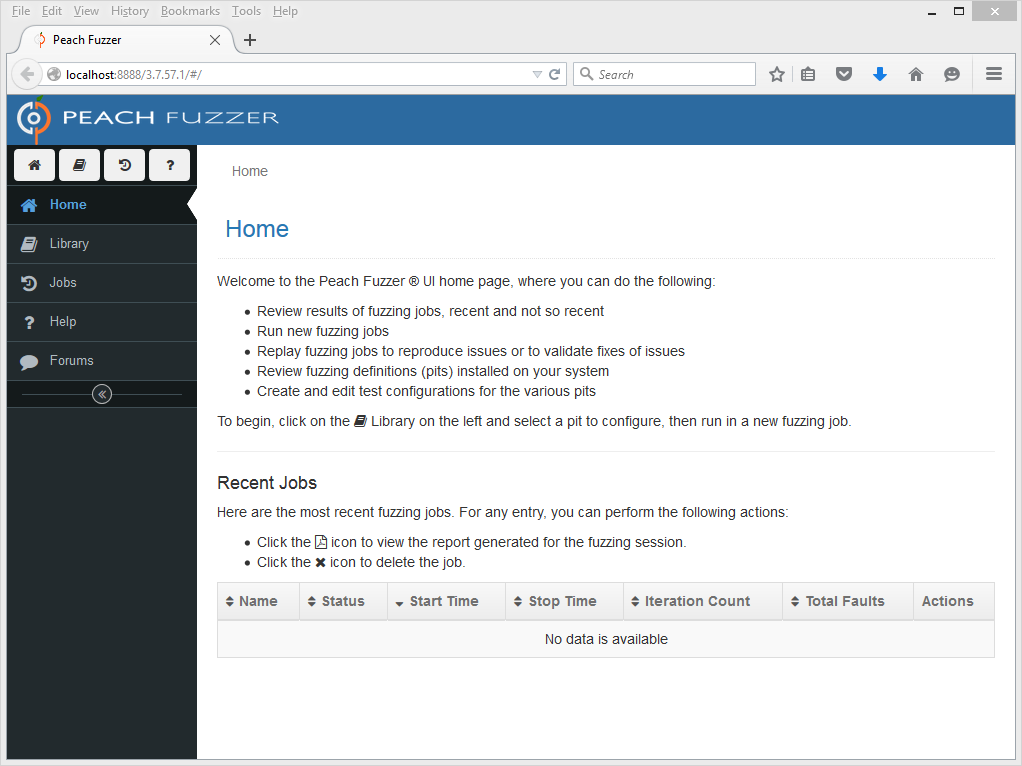 File Edit View History Bookmarks Tools Help
Peach Fuzzer
localhost:8888/3.7.57.1/#/
Search
PEACH FUZZER
?
Home
Library
Jobs
? Help
Forums
Home
Home
Welcome to the Peach Fuzzer ® UI home page, where you can do the following:
• Review results of fuzzing jobs, recent and not so recent
• Run new fuzzing jobs
• Replay fuzzing jobs to reproduce issues or to validate fixes of issues
• Review fuzzing definitions (pits) installed on your system
• Create and edit test configurations for the various pits
To begin, click on the Library on the left and select a pit to configure, then run in a new fuzzing job.
Recent Jobs
Here are the most recent fuzzing jobs. For any entry, you can perform the following actions:
• Click the icon to view the report generated for the fuzzing session.
• Click the ✖ icon to delete the job.
Name Status Start Time Stop Time Iteration Count Total Faults Actions
No data is available